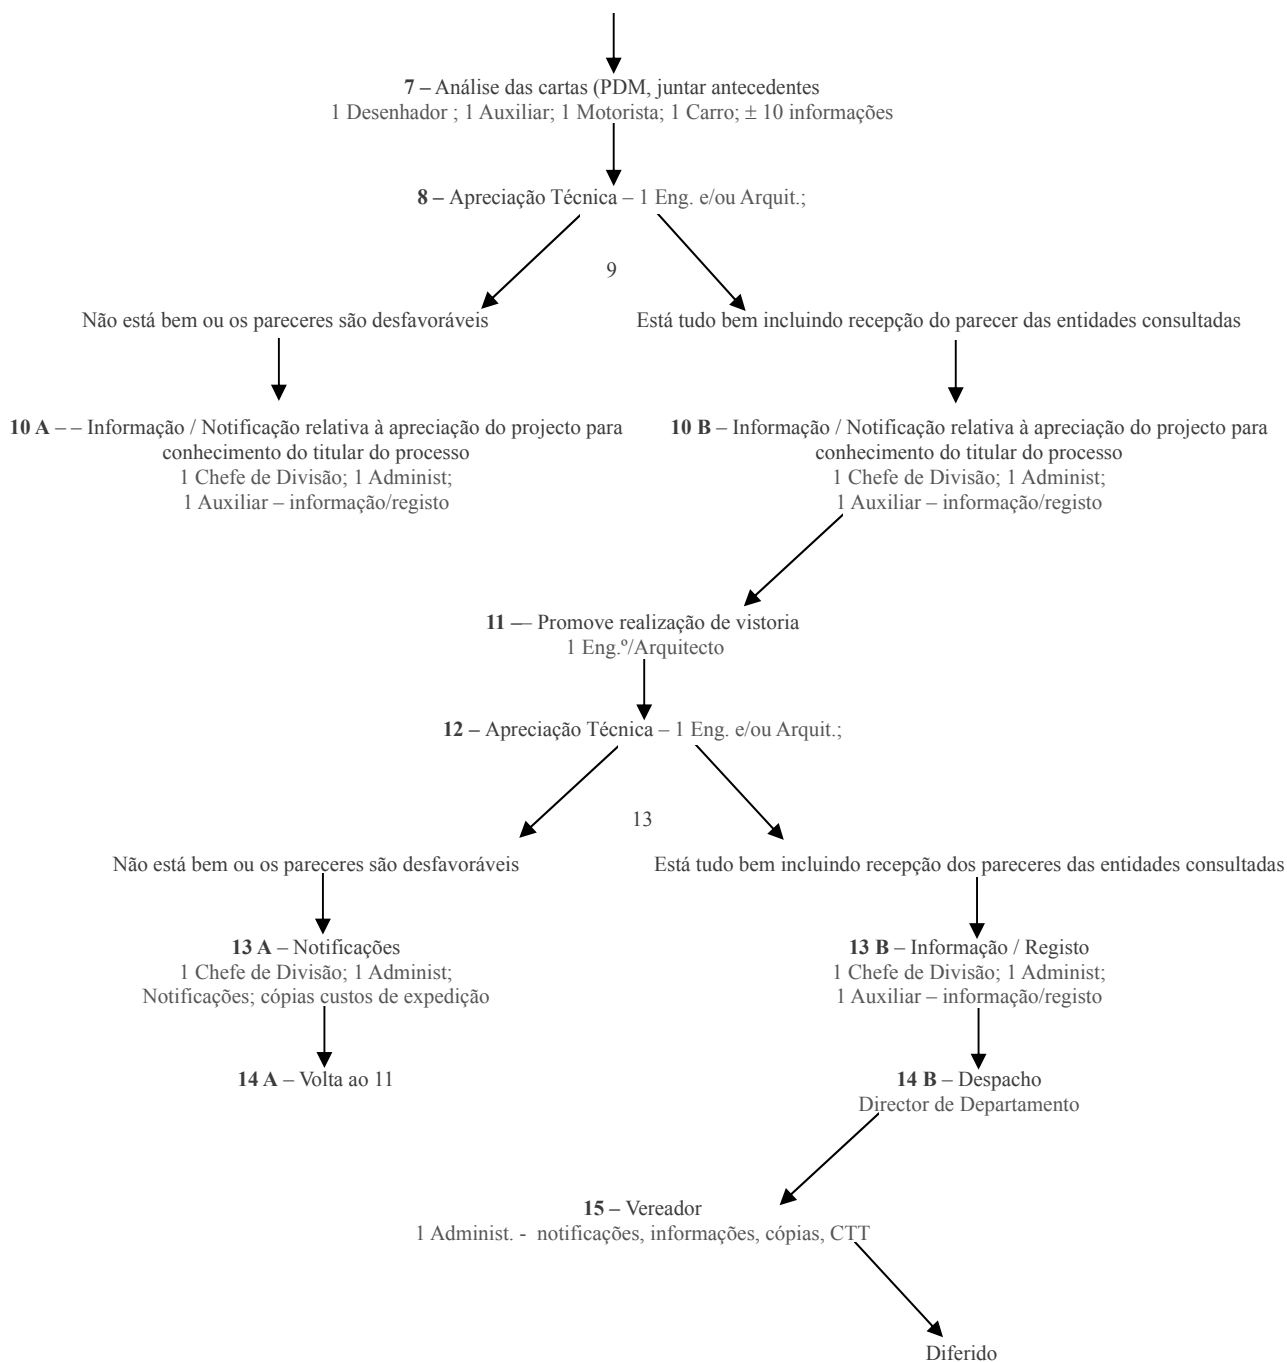 7 – Análise das cartas (PDM, juntar antecedentes
1 Desenhador ; 1 Auxiliar; 1 Motorista; 1 Carro; ± 10 informações
8 – Apreciação Técnica – 1 Eng. e/ou Arquit.;
9
Não está bem ou os pareceres são desfavoráveis
Está tudo bem incluindo recepção do parecer das entidades consultadas
10 A – – Informação / Notificação relativa à apreciação do projecto para
conhecimento do titular do processo
1 Chefe de Divisão; 1 Administ;
1 Auxiliar – informação/registo
10 B – Informação / Notificação relativa à apreciação do projecto para
conhecimento do titular do processo
1 Chefe de Divisão; 1 Administ;
1 Auxiliar – informação/registo
11 –– Promove realização de vistoria
1 Eng.º/Arquitecto
12 – Apreciação Técnica – 1 Eng. e/ou Arquit.;
13
Não está bem ou os pareceres são desfavoráveis
Está tudo bem incluindo recepção dos pareceres das entidades consultadas
13 A – Notificações
1 Chefe de Divisão; 1 Administ;
Notificações; cópias custos de expedição
13 B – Informação / Registo
1 Chefe de Divisão; 1 Administ;
1 Auxiliar – informação/registo
14 A – Volta ao 11
14 B – Despacho
Director de Departamento
15 – Vereador
1 Administ. - notificações, informações, cópias, CTT
Diferido